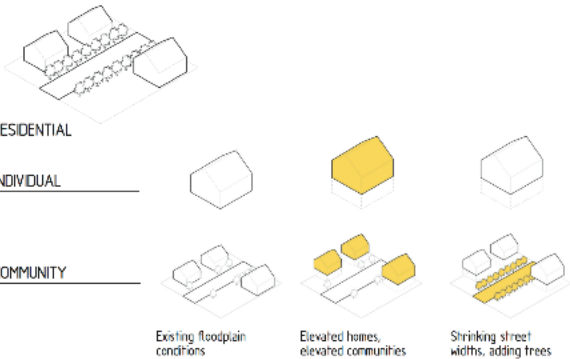 ESIDENTIAL
NDIVIDUAL
OMMUNITY
Existing floodplain
conditions
Elevated homes,
elevated communities
Shrinking street
widths, adding trees